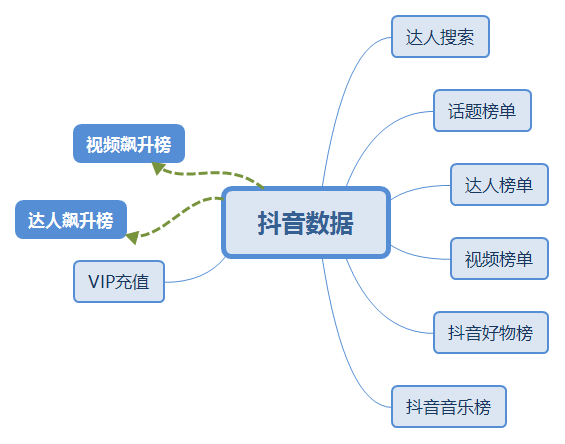 达人搜索
话题榜单
视频飙升榜
达人榜单
达人飙升榜
抖音数据
视频榜单
VIP充值
抖音好物榜
抖音音乐榜